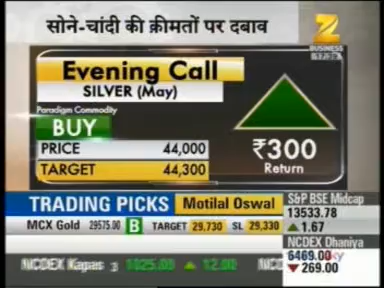 सोने-चांदी की क़ीमतों पर दबाव
Z
BUSINESS
Evening Call
SILVER (May)
Paradigm Commodity
BUY
PRICE 44,000
TARGET 44,300
₹300
Return
TRADING PICKS Motilal Oswal
MCX Gold 29575.00 B TARGET 29,730 SL 29,330
S&P BSE Midcap
13533.78
▲ 1.67
NCDEX Dhaniya
6469.00
▼ 269.00
NCDEX Kapas
▲ 12.00
NCDEX